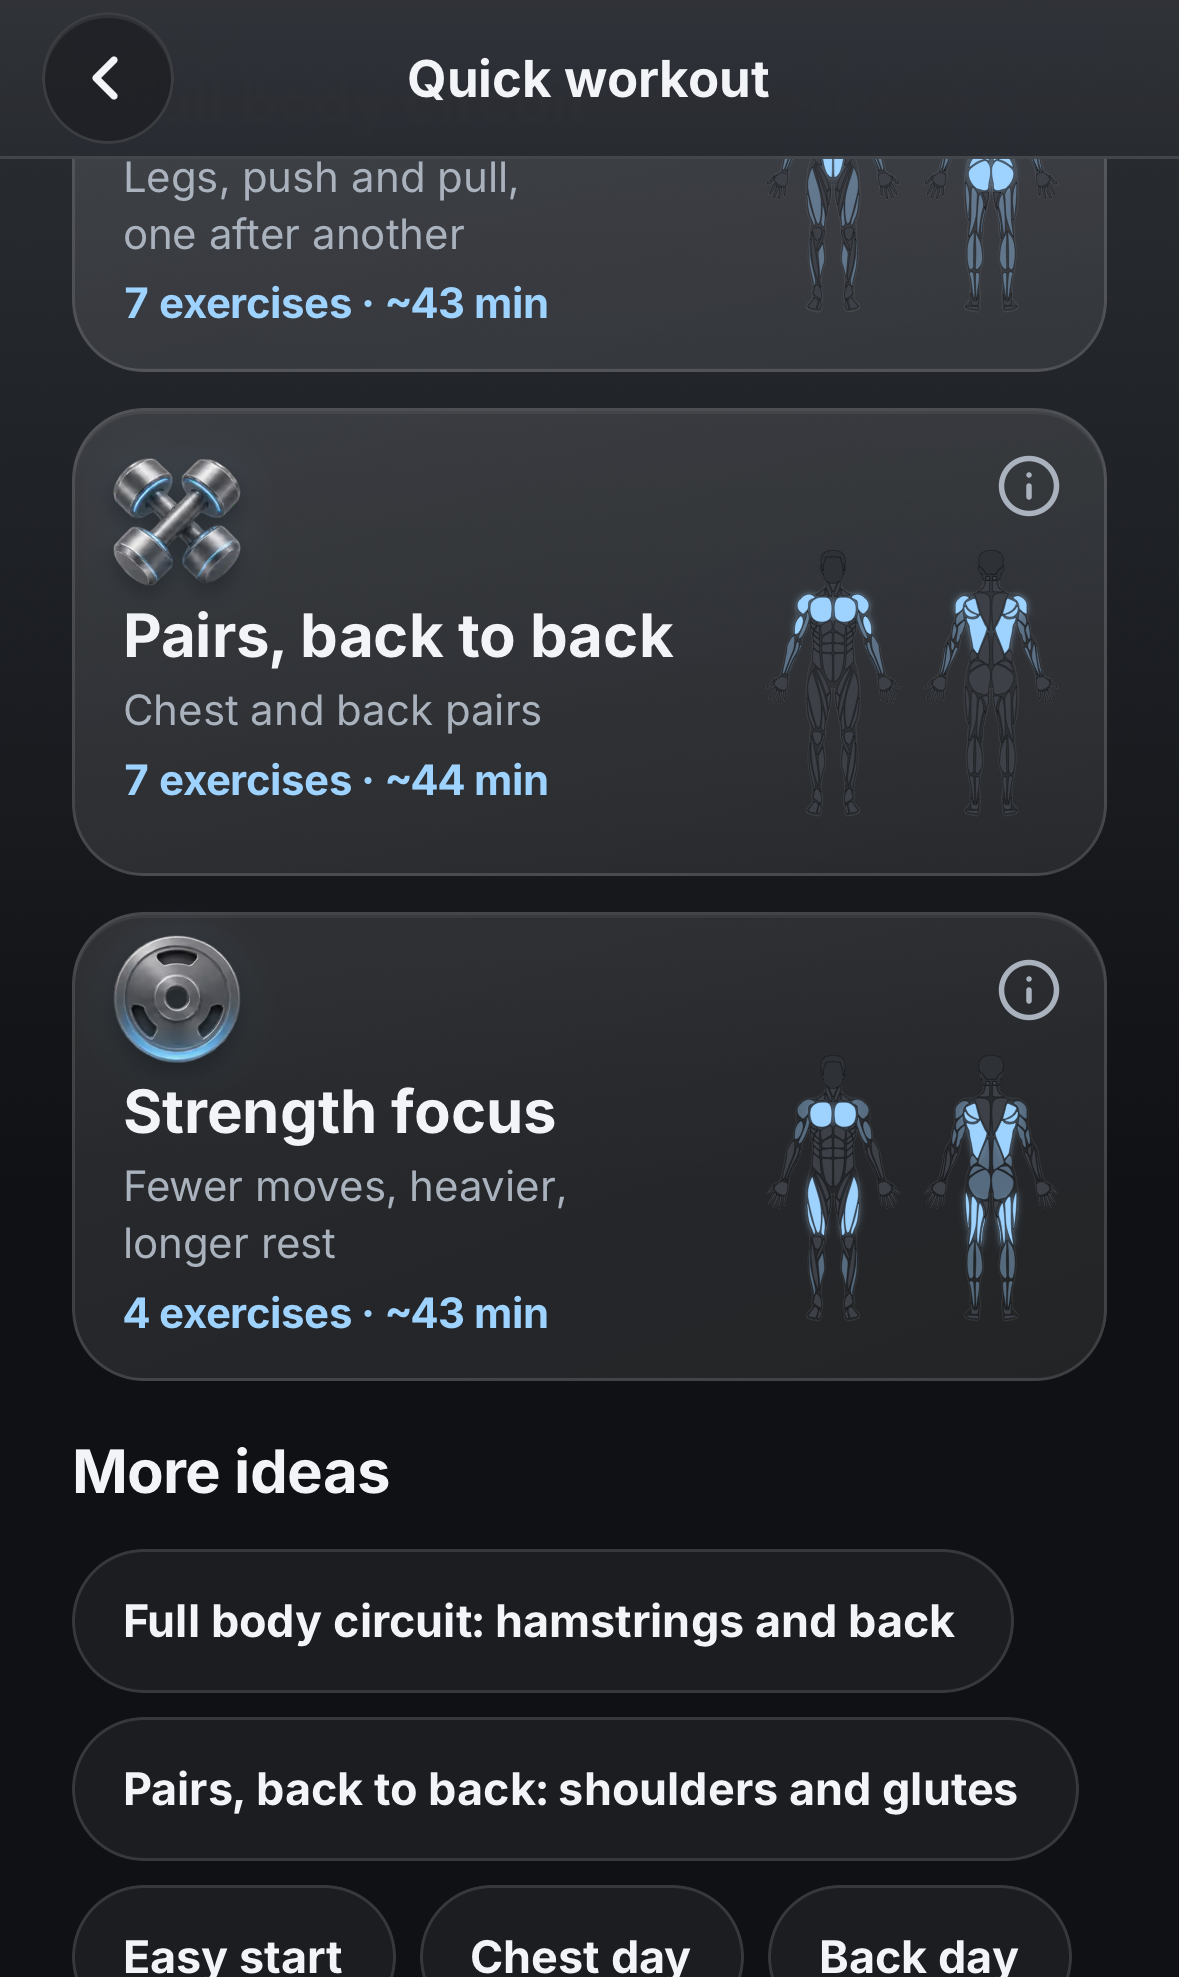 Quick workout
Legs, push and pull,
one after another
7 exercises · ~43 min
Pairs, back to back
Chest and back pairs
7 exercises · ~44 min
Strength focus
Fewer moves, heavier,
longer rest
4 exercises · ~43 min
More ideas
Full body circuit: hamstrings and back
Pairs, back to back: shoulders and glutes
Easy start
Chest day
Back day